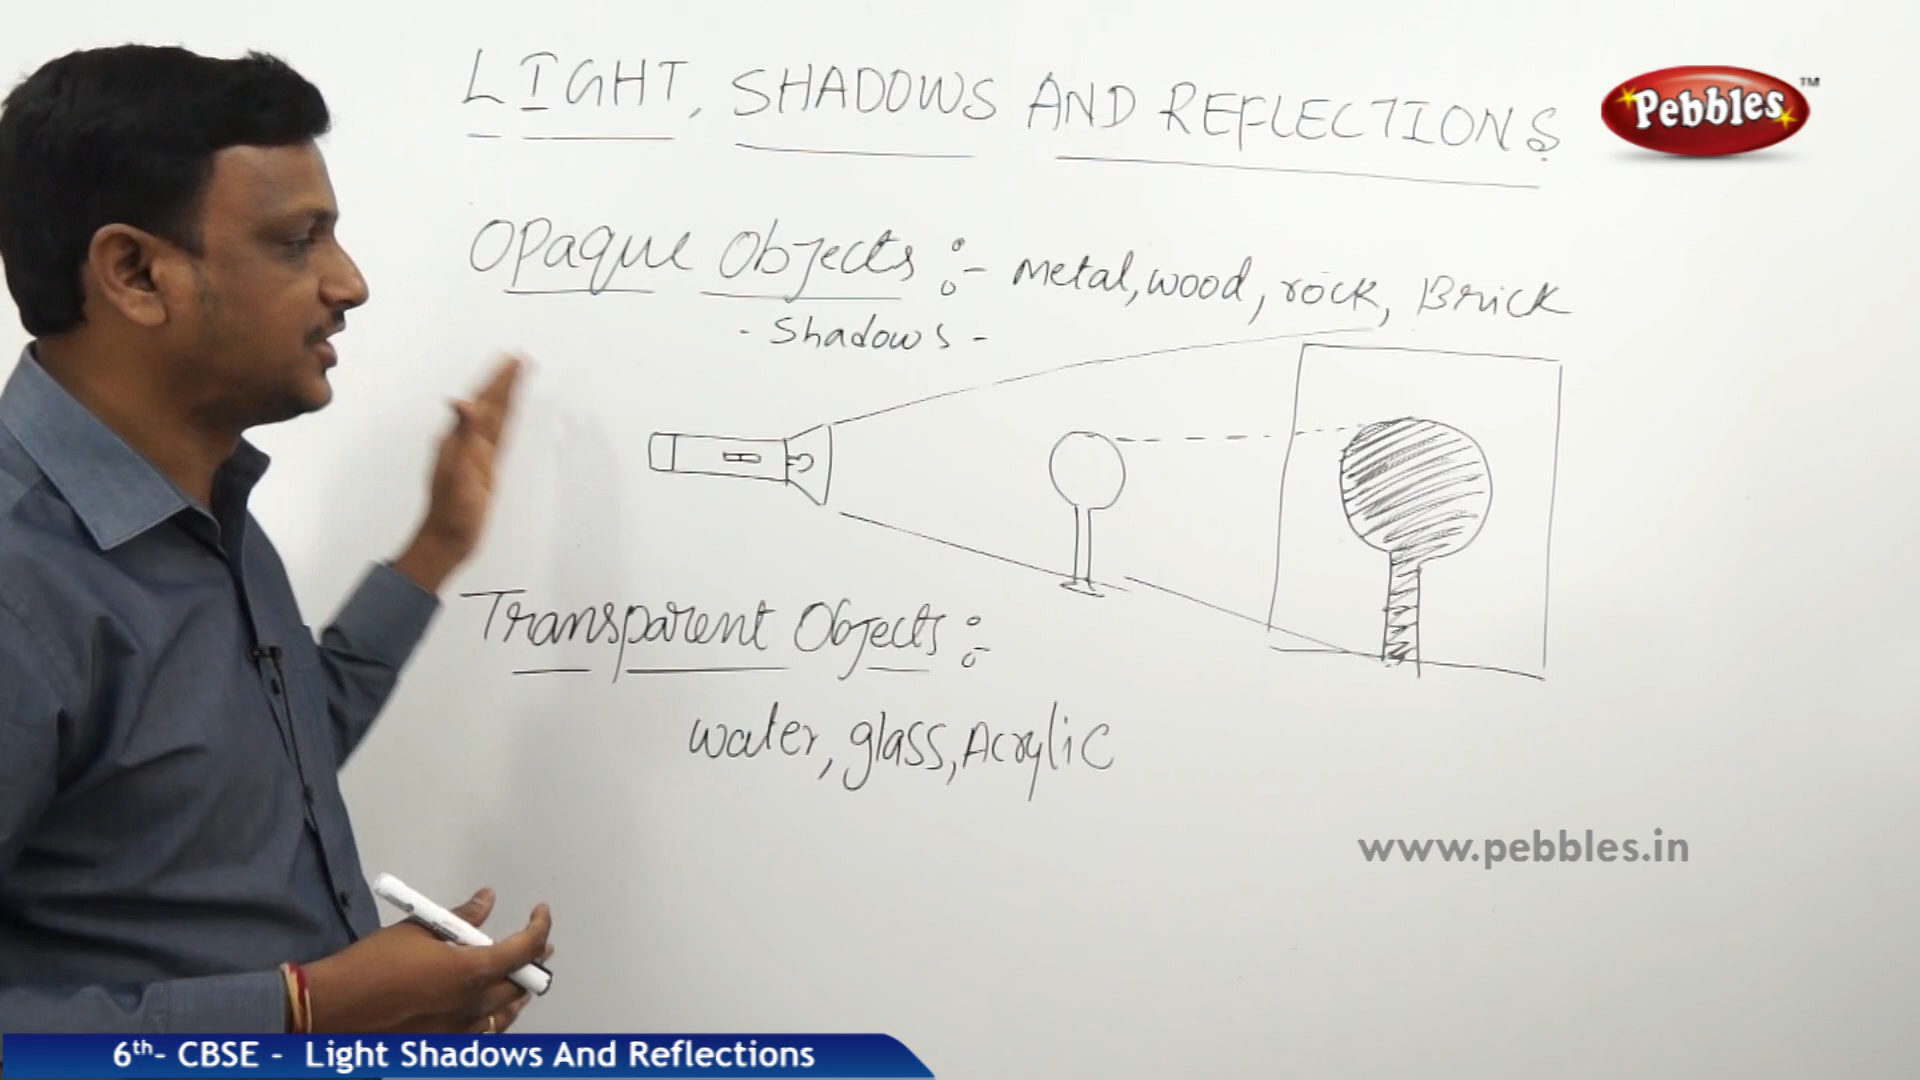 LIGHT, SHADOWS AND REFLECTIONS
Pebbles™
Opaque Objects :- Metal, wood, rock, Brick
- Shadows -
Transparent Objects :-
water, glass, Acrylic
www.pebbles.in
6th- CBSE - Light Shadows And Reflections